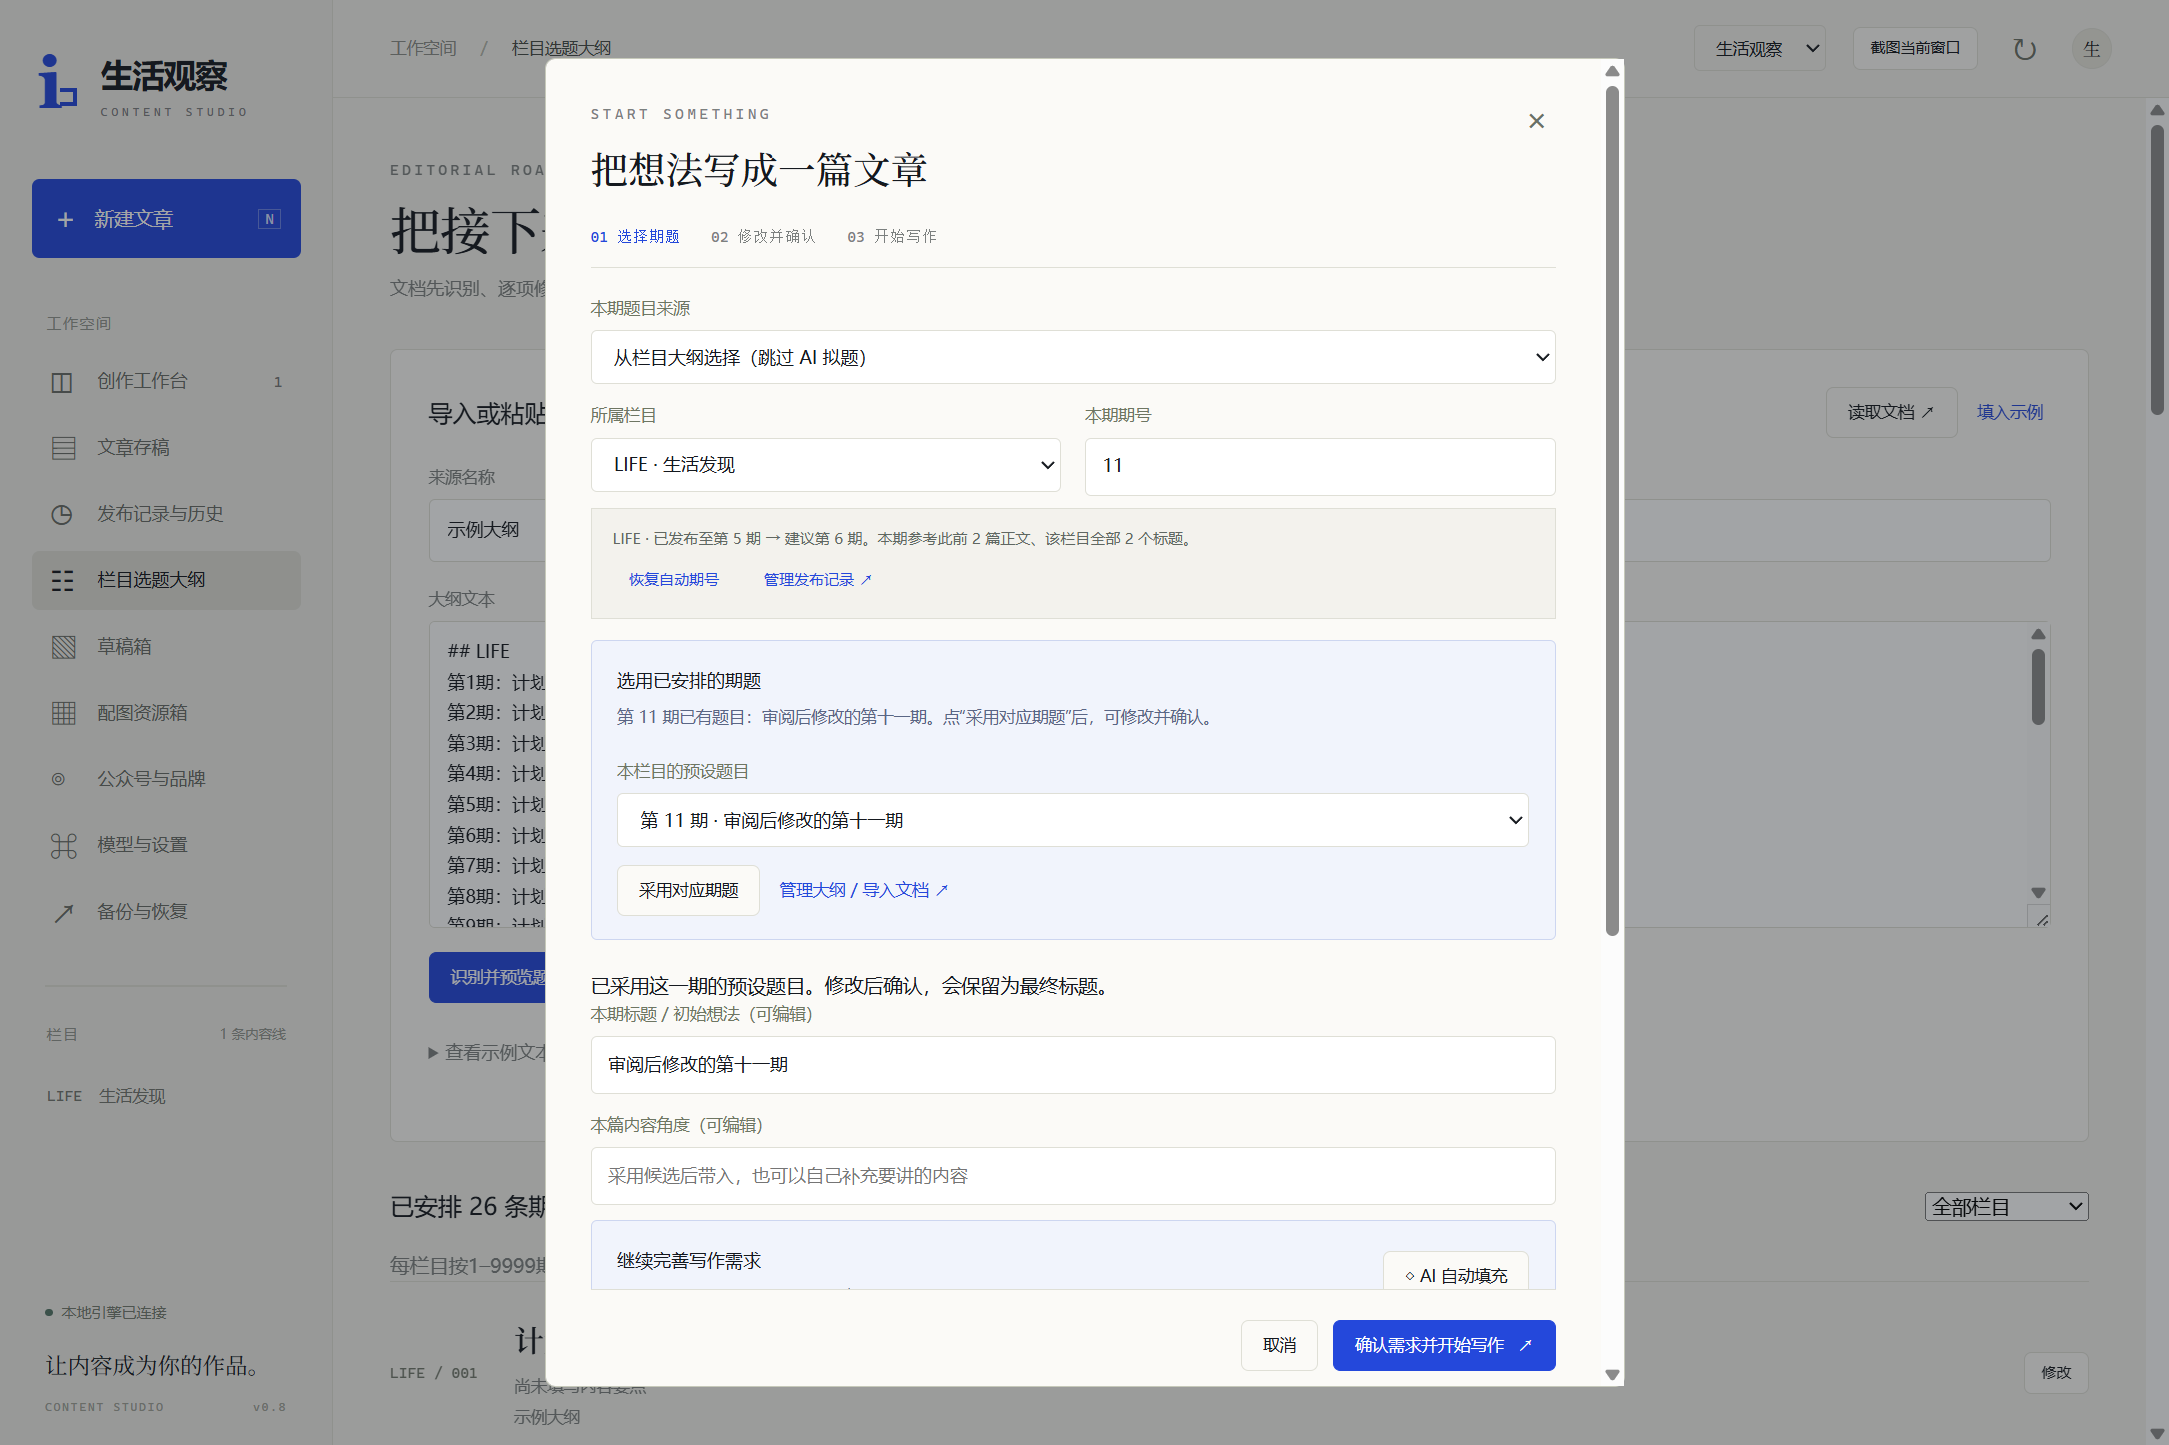 生活观察
CONTENT STUDIO
+ 新建文章 N
工作空间
创作工作台 1
文章存稿
发布记录与历史
栏目选题大纲
草稿箱
配图资源箱
公众号与品牌
模型与设置
备份与恢复
栏目 1 条内容线
LIFE 生活发现
本地引擎已连接
让内容成为你的作品。
CONTENT STUDIO v0.8
工作空间 / 栏目选题大纲
生活观察
截图当前窗口
生
EDITORIAL ROA
把接下
文档先识别、逐项修
导入或粘贴
读取文档 ↗ 填入示例
来源名称
示例大纲
大纲文本
## LIFE
第1期：计划
第2期：计划
第3期：计划
第4期：计划
第5期：计划
第6期：计划
第7期：计划
第8期：计划
第9期：计划
识别并预览题
查看示例文本
已安排 26 条期
全部栏目
每栏目按1–9999期
LIFE / 001
计
尚未填写内容要点
示例大纲
修改
START SOMETHING
把想法写成一篇文章
01 选择期题 02 修改并确认 03 开始写作
本期题目来源
从栏目大纲选择（跳过 AI 拟题）
所属栏目 本期期号
LIFE · 生活发现 11
LIFE · 已发布至第 5 期 → 建议第 6 期。本期参考此前 2 篇正文、该栏目全部 2 个标题。
恢复自动期号 管理发布记录 ↗
选用已安排的期题
第 11 期已有题目：审阅后修改的第十一期。点“采用对应期题”后，可修改并确认。
本栏目的预设题目
第 11 期 · 审阅后修改的第十一期
采用对应期题 管理大纲 / 导入文档 ↗
已采用这一期的预设题目。修改后确认，会保留为最终标题。
本期标题 / 初始想法（可编辑）
审阅后修改的第十一期
本篇内容角度（可编辑）
采用候选后带入，也可以自己补充要讲的内容
继续完善写作需求
◇ AI 自动填充
取消 确认需求并开始写作 ↗